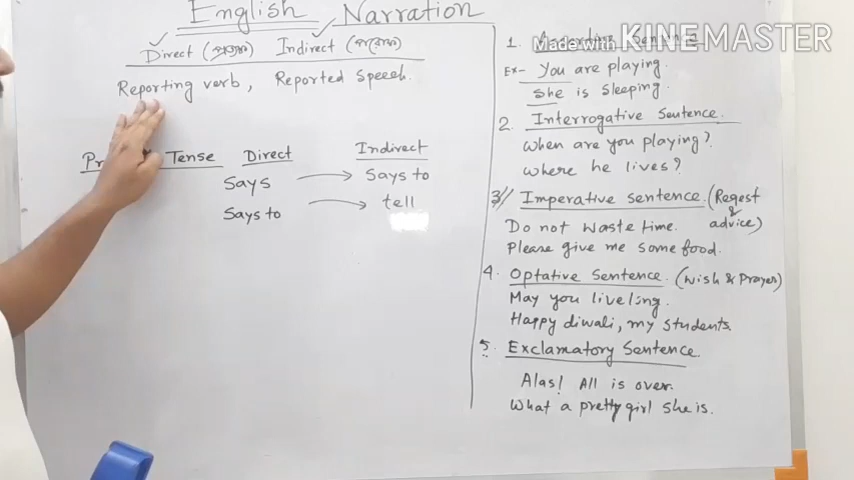 English Narration
Direct (প্রত্যক্ষ) Indirect (পরোক্ষ)
Reporting verb, Reported Speech.
Tense Direct Indirect
Says → Says to
Says to → tell
1. Sentence
Ex- You are playing.
She is sleeping.
2. Interrogative Sentence.
When are you playing?
Where he lives?
3// Imperative Sentence. (Reqest & advice)
Do not waste time.
Please give me some food.
4. Optative Sentence. (Wish & Prayer)
May you live long.
Happy diwali, my students.
5. Exclamatory Sentence.
Alas! All is over.
What a pretty girl she is.
Made with KINEMASTER